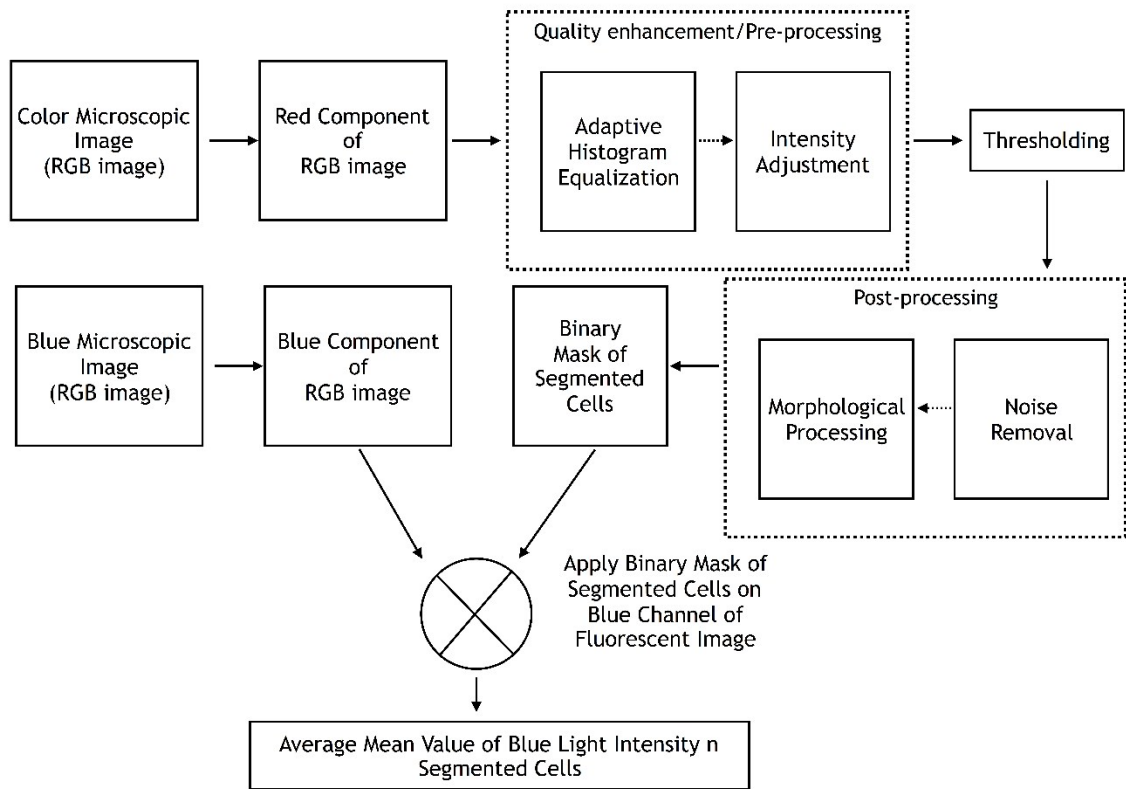 Quality enhancement/Pre-processing
Color Microscopic
Image
(RGB image)
Red Component
of
RGB image
Adaptive
Histogram
Equalization
Intensity
Adjustment
Thresholding
Blue Microscopic
Image
(RGB image)
Blue Component
of
RGB image
Binary
Mask of
Segmented
Cells
Post-processing
Morphological
Processing
Noise
Removal
Apply Binary Mask of
Segmented Cells on
Blue Channel of
Fluorescent Image
Average Mean Value of Blue Light Intensity n
Segmented Cells